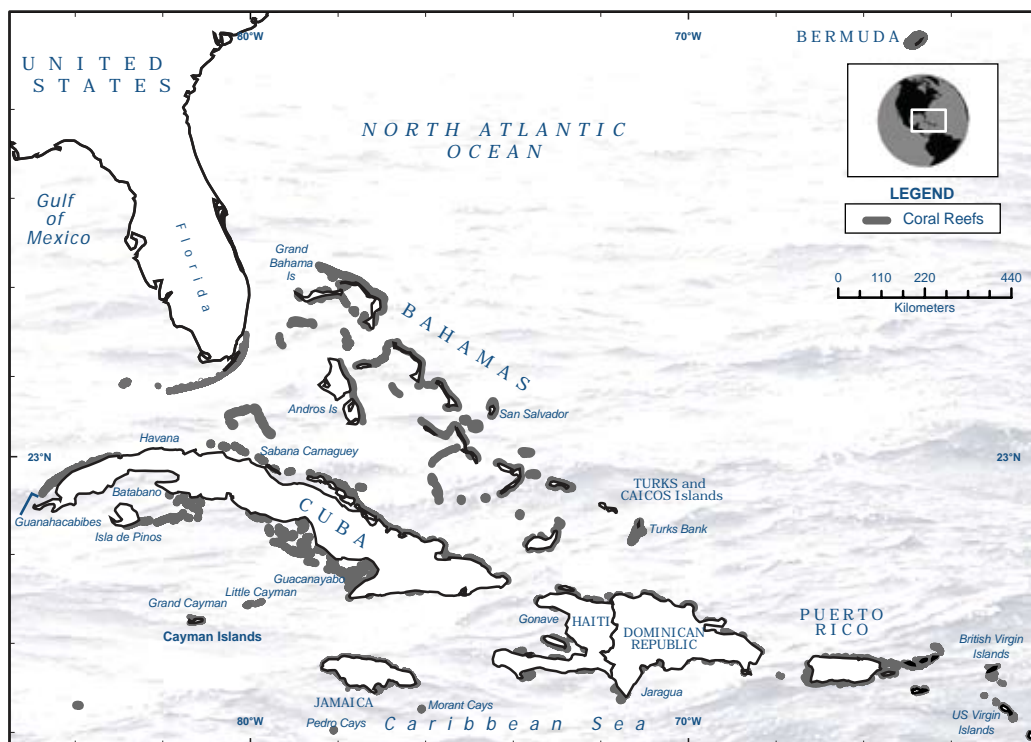 80°W
70°W
BERMUDA
UNITED
STATES
NORTH ATLANTIC
OCEAN
LEGEND
Coral Reefs
Gulf
of
Mexico
Florida
Grand
Bahama
Is
0 110 220 440
Kilometers
BAHAMAS
Andros Is
San Salvador
Havana
Sabana Camaguey
23°N
23°N
Batabano
TURKS and
CAICOS Islands
Guanahacabibes
CUBA
Turks Bank
Isla de Pinos
Guacanayabo
Little Cayman
Grand Cayman
Cayman Islands
Gonave
HAITI
DOMINICAN
REPUBLIC
PUERTO
RICO
British Virgin
Islands
JAMAICA
Morant Cays
Jaragua
Pedro Cays
Caribbean Sea
US Virgin
Islands
80°W
70°W